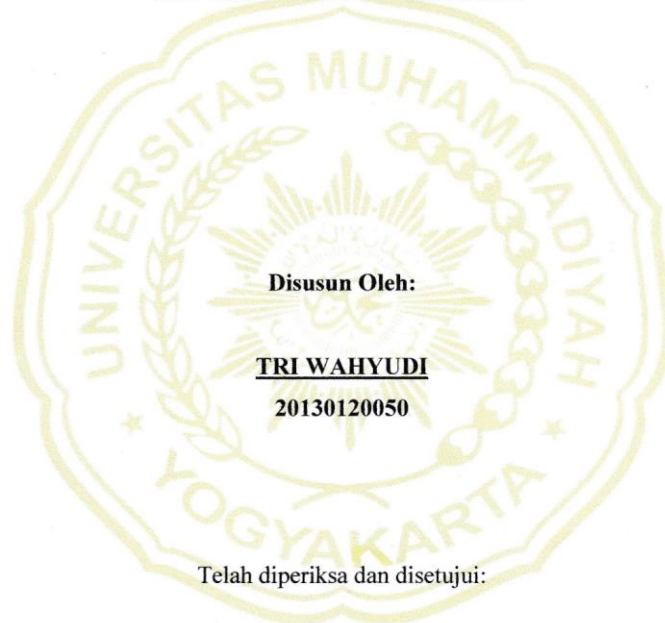 UNIVERSITAS MUHAMMADIYAH
Disusun Oleh:
TRI WAHYUDI
20130120050
YOGYAKARTA
Telah diperiksa dan disetujui: